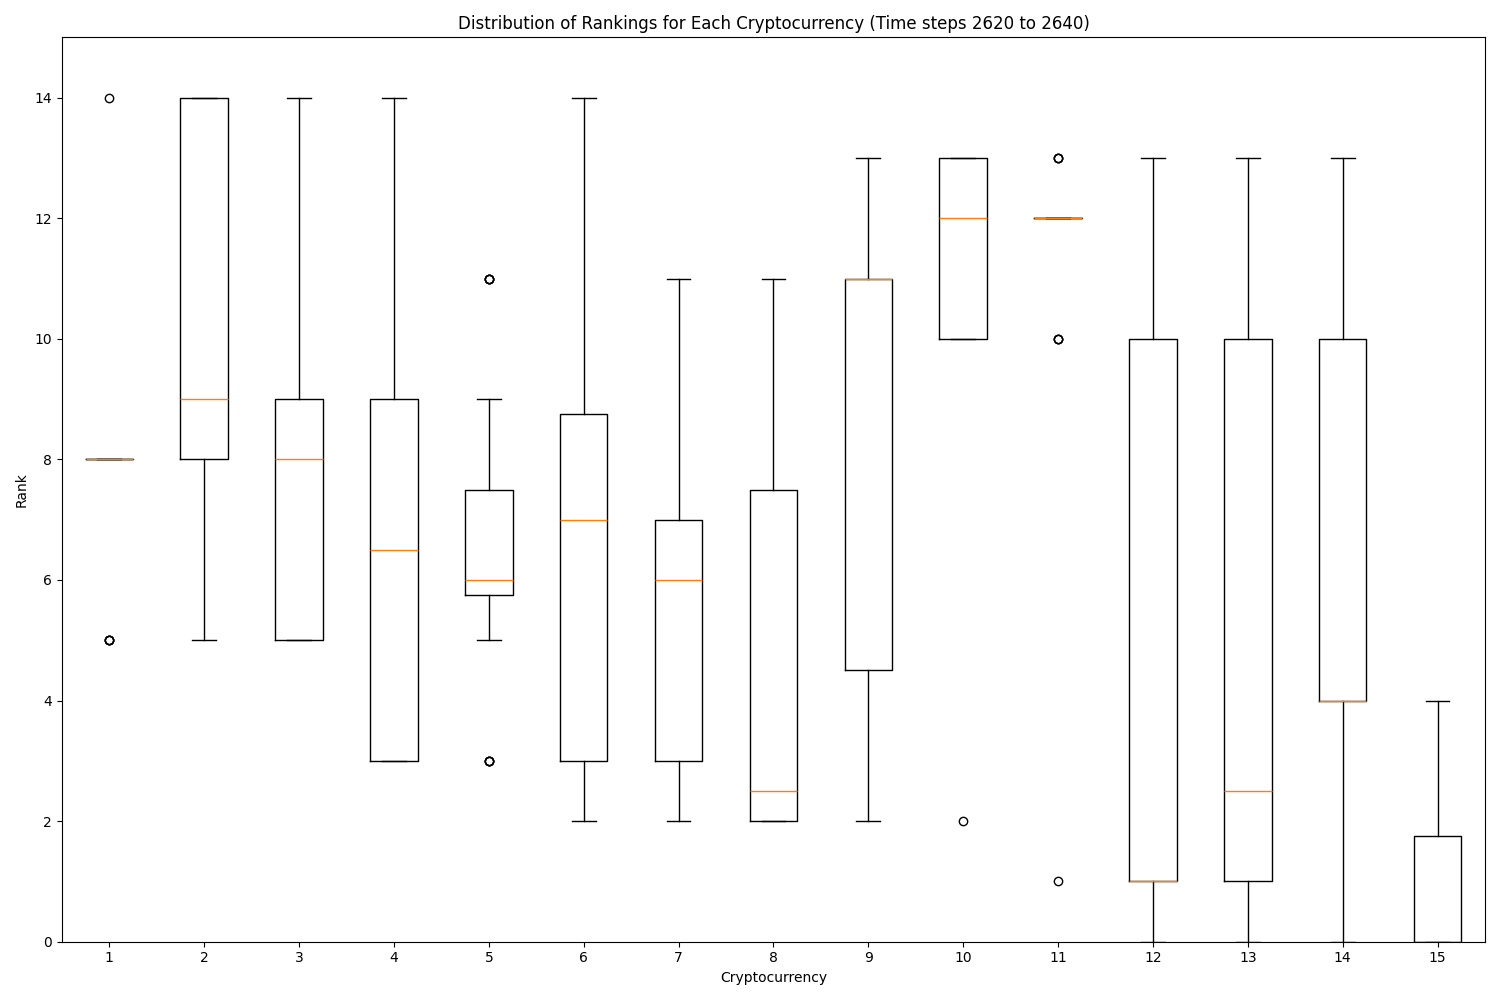 Distribution of Rankings for Each Cryptocurrency (Time steps 2620 to 2640)
14
12
10
8
6
4
2
0
Rank
1 2 3 4 5 6 7 8 9 10 11 12 13 14 15
Cryptocurrency